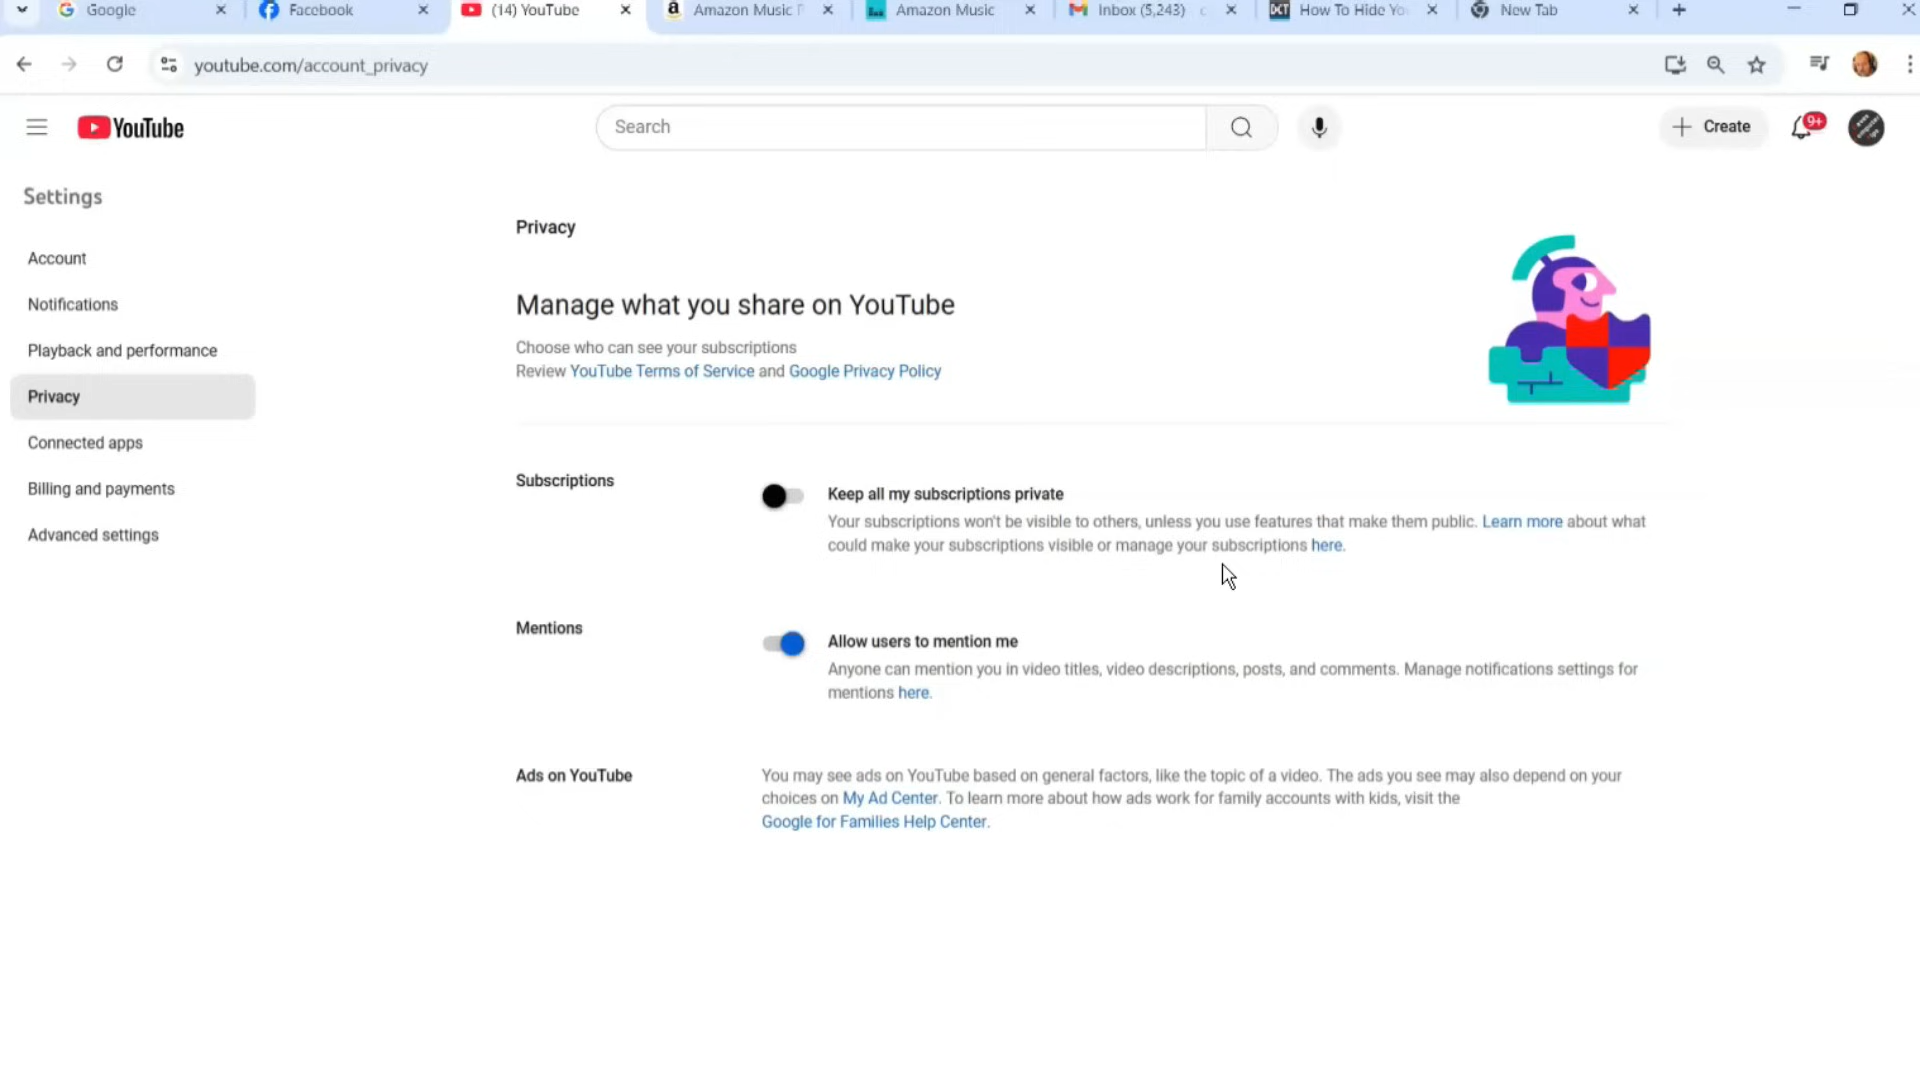 Google
Facebook
(14) YouTube
Amazon Music
Amazon Music
Inbox (5,243)
How To Hide Yo
New Tab
youtube.com/account_privacy
YouTube
Search
Create
9+
Settings
Account
Notifications
Playback and performance
Privacy
Connected apps
Billing and payments
Advanced settings
Privacy
Manage what you share on YouTube
Choose who can see your subscriptions
Review YouTube Terms of Service and Google Privacy Policy
Subscriptions
Keep all my subscriptions private
Your subscriptions won't be visible to others, unless you use features that make them public. Learn more about what
could make your subscriptions visible or manage your subscriptions here.
Mentions
Allow users to mention me
Anyone can mention you in video titles, video descriptions, posts, and comments. Manage notifications settings for
mentions here.
Ads on YouTube
You may see ads on YouTube based on general factors, like the topic of a video. The ads you see may also depend on your
choices on My Ad Center. To learn more about how ads work for family accounts with kids, visit the
Google for Families Help Center.